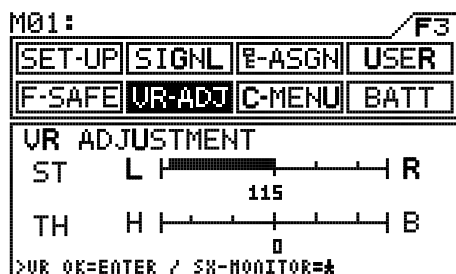 M01: F3
SET-UP SIGNL E-ASGN USER
F-SAFE VR-ADJ C-MENU BATT
VR ADJUSTMENT
ST L R
115
TH H B
0
>VR OK=ENTER / SX-MONITOR=